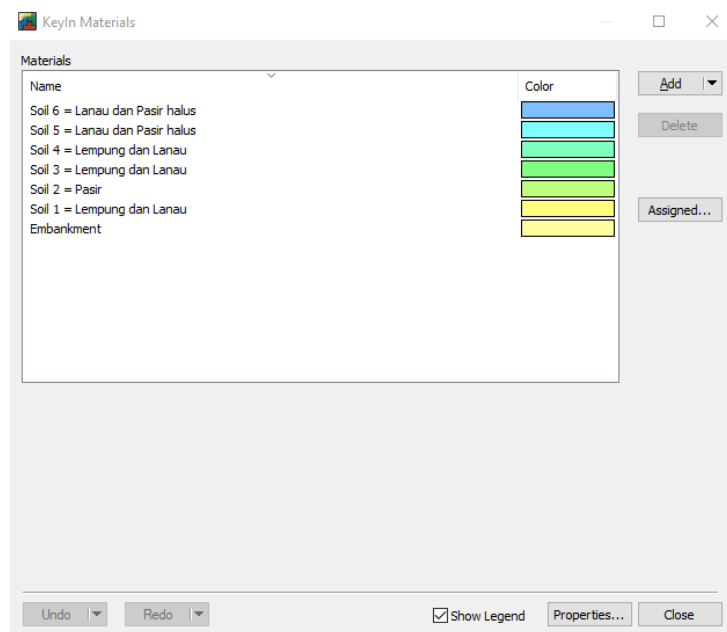 KeyIn Materials
Materials
Name Color
Add
Soil 6 = Lanau dan Pasir halus
Soil 5 = Lanau dan Pasir halus
Delete
Soil 4 = Lempung dan Lanau
Soil 3 = Lempung dan Lanau
Soil 2 = Pasir
Soil 1 = Lempung dan Lanau
Assigned...
Embankment
Undo Redo Show Legend Properties... Close